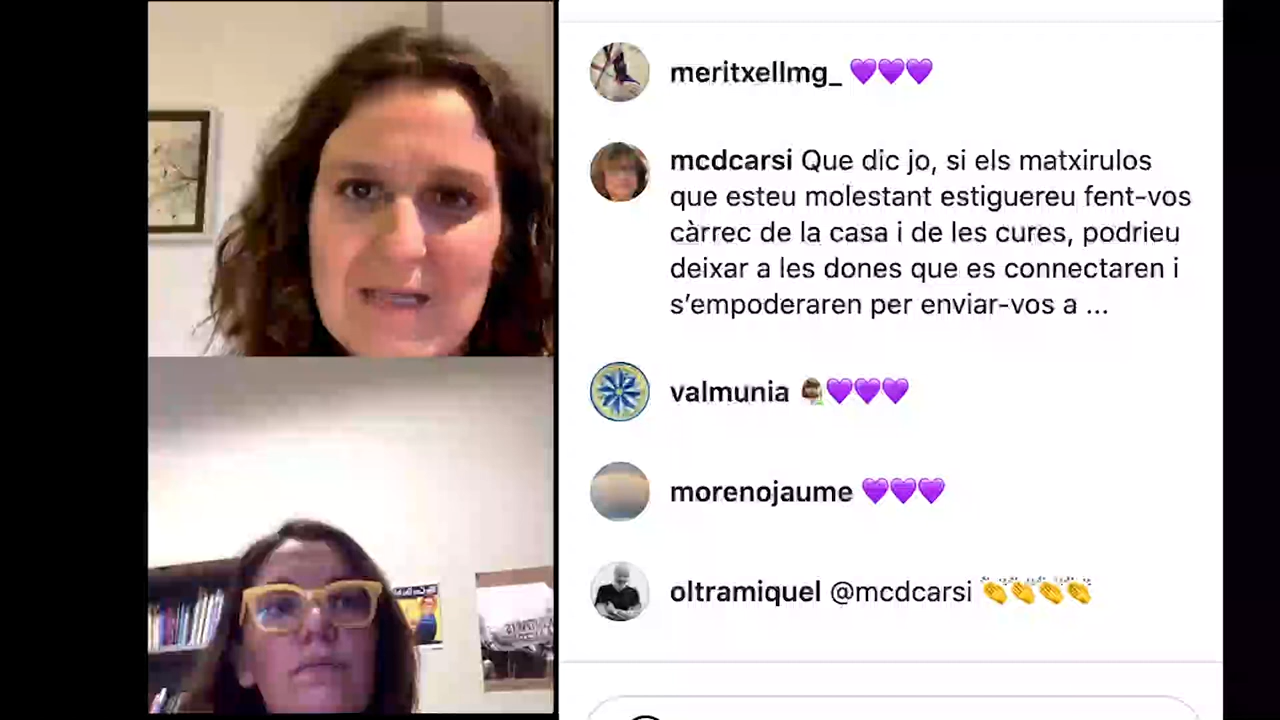 meritxellmg_ 💜💜💜
mcdcarsi Que dic jo, si els matxirulos
que esteu molestant estiguereu fent-vos
càrrec de la casa i de les cures, podrieu
deixar a les dones que es connectaren i
s’empoderaren per enviar-vos a ...
valmunia 💜💜💜
morenojaume 💜💜💜
oltramiquel @mcdcarsi 👏👏👏👏